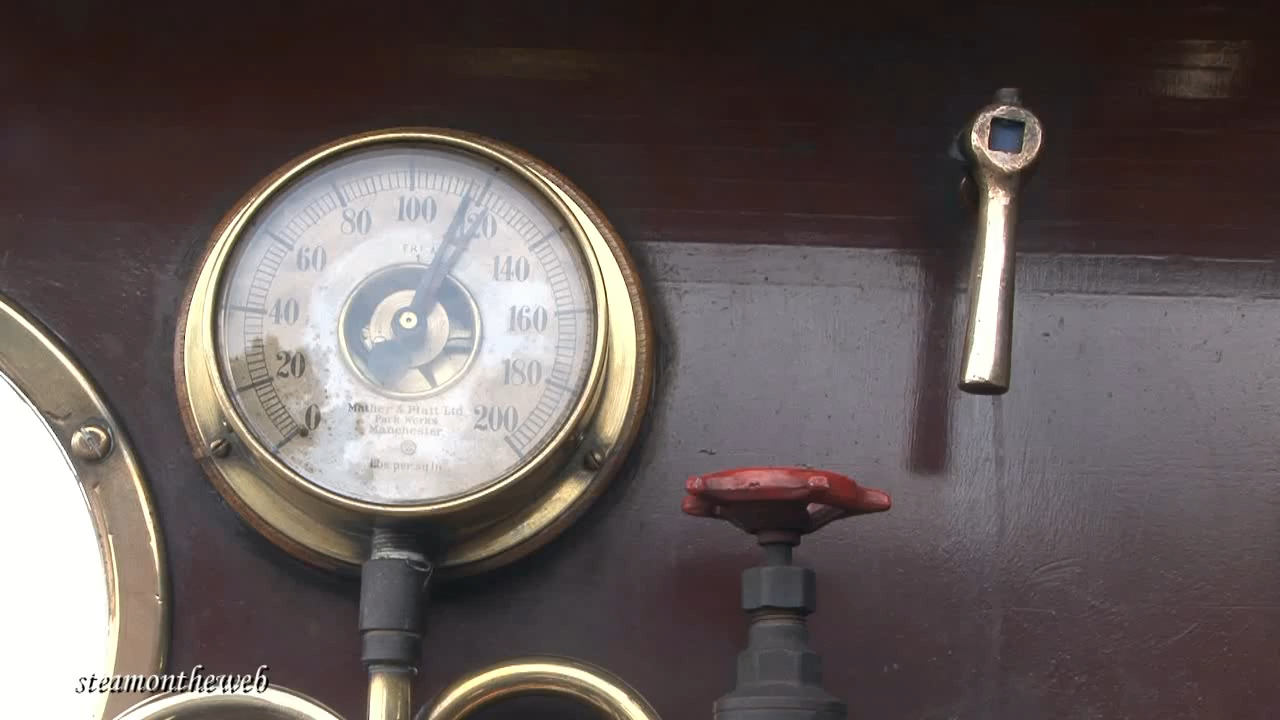 0 20 40 60 80 100 120 140 160 180 200
Mather & Platt Ltd
Park Works
Manchester
Lbs per sq in
steamontheweb